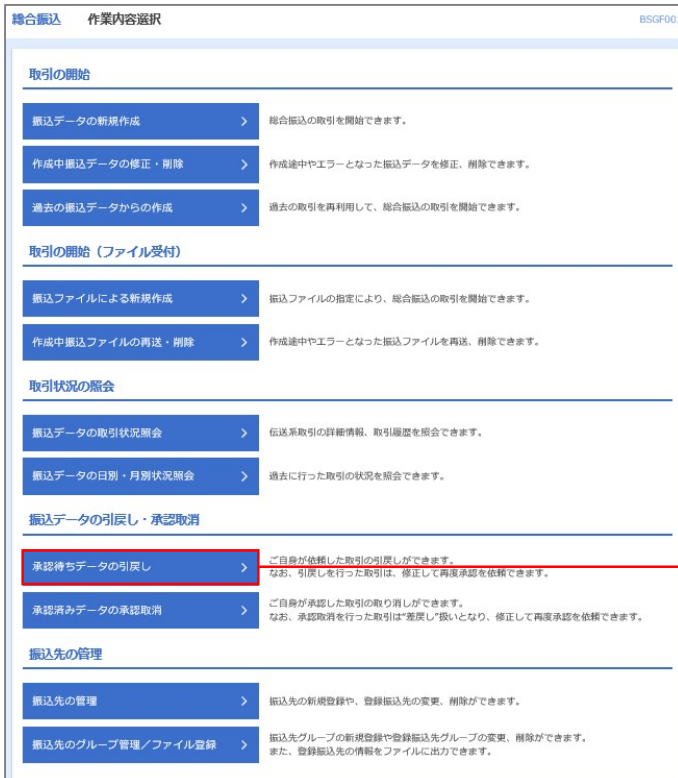 総合振込 作業内容選択 BSGF00
取引の開始
振込データの新規作成 総合振込の取引を開始できます。
作成中振込データの修正・削除 作成途中やエラーとなった振込データを修正、削除できます。
過去の振込データからの作成 過去の取引を再利用して、総合振込の取引を開始できます。
取引の開始（ファイル受付）
振込ファイルによる新規作成 振込ファイルの指定により、総合振込の取引を開始できます。
作成中振込ファイルの再送・削除 作成途中やエラーとなった振込ファイルを再送、削除できます。
取引状況の照会
振込データの取引状況照会 伝送系取引の詳細情報、取引履歴を照会できます。
振込データの日別・月別状況照会 過去に行った取引の状況を照会できます。
振込データの引戻し・承認取消
承認待ちデータの引戻し ご自身が依頼した取引の引戻しができます。
なお、引戻しを行った取引は、修正して再度承認を依頼できます。
承認済みデータの承認取消 ご自身が承認した取引の取り消しができます。
なお、承認取消を行った取引は"差戻し"扱いとなり、修正して再度承認を依頼できます。
振込先の管理
振込先の管理 振込先の新規登録や、登録振込先の変更、削除ができます。
振込先のグループ管理／ファイル登録 振込先グループの新規登録や登録振込先グループの変更、削除ができます。
また、登録振込先の情報をファイルに出力できます。